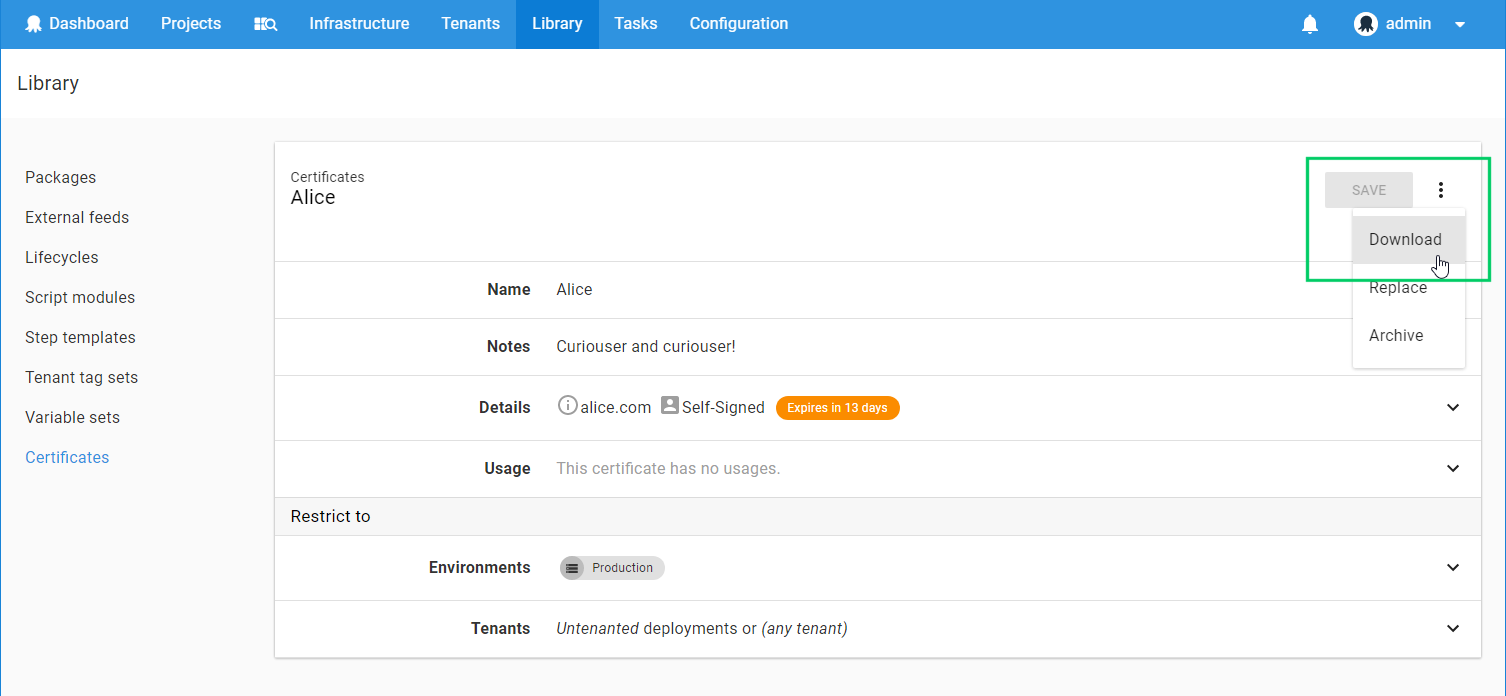 Dashboard Projects Infrastructure Tenants Library Tasks Configuration admin
Library
Packages
External feeds
Lifecycles
Script modules
Step templates
Tenant tag sets
Variable sets
Certificates
Certificates
Alice
SAVE
Download
Replace
Archive
Name Alice
Notes Curiouser and curiouser!
Details alice.com Self-Signed Expires in 13 days
Usage This certificate has no usages.
Restrict to
Environments Production
Tenants Untenanted deployments or (any tenant)